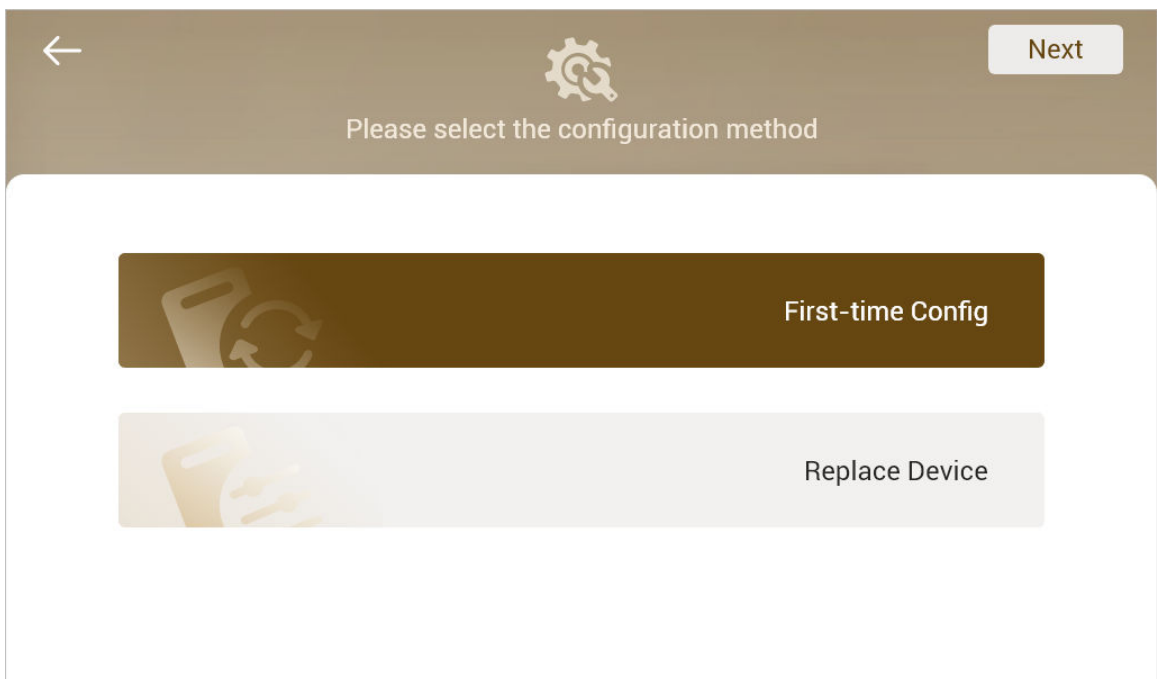 Next
Please select the configuration method
First-time Config
Replace Device